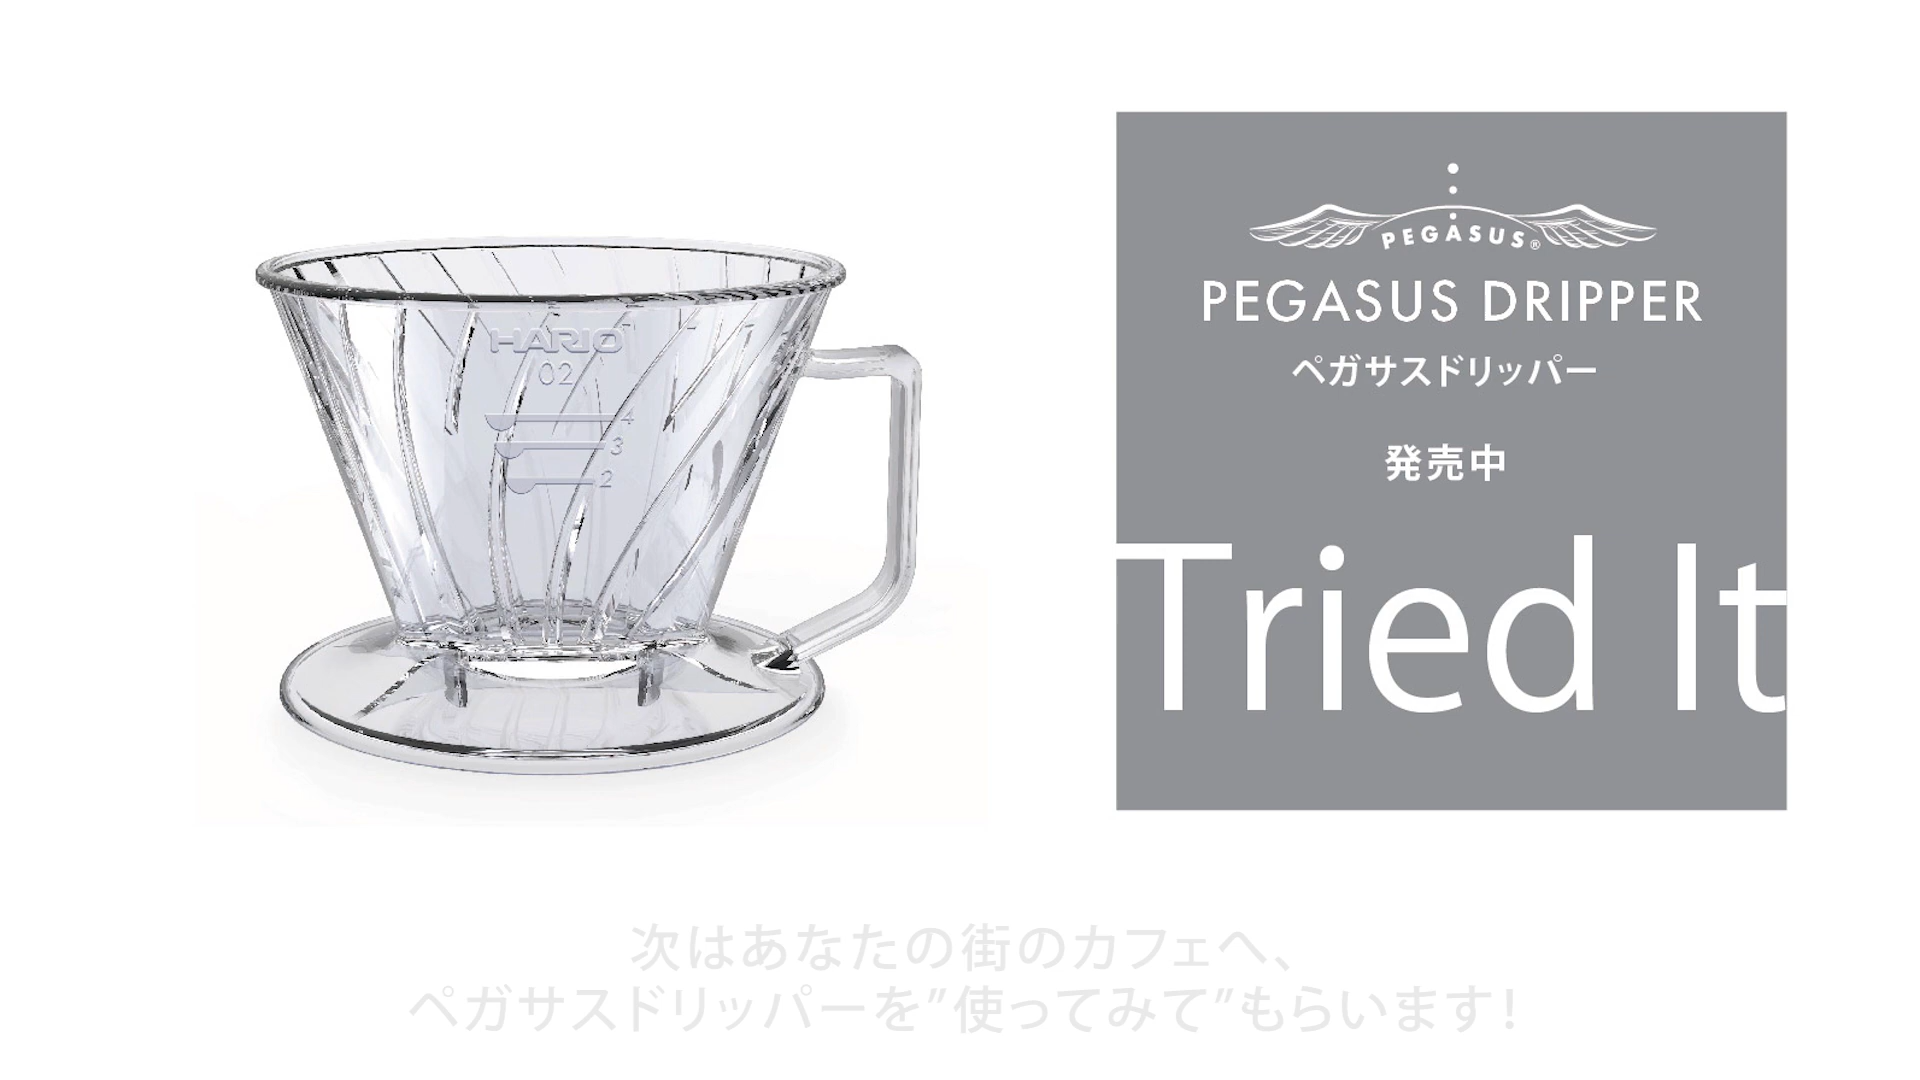 HARIO
02
4
3
2
PEGASUS®
PEGASUS DRIPPER
ペガサスドリッパー
発売中
Tried It
次はあなたの街のカフェへ、
ペガサスドリッパーを”使ってみて”もらいます!